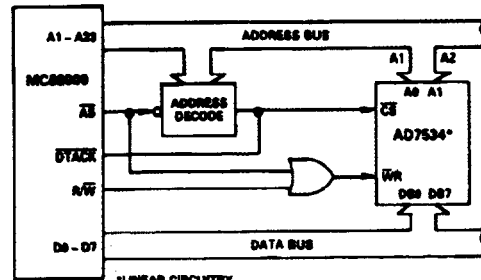 A1 – A23
ADDRESS BUS
A1
A2
MC68000
ADDRESS
DECODE
A0 A1
AS
CS
AD7534*
DTACK
R/W
WR
DB0 DB7
D0 – D7
DATA BUS
*LINEAR CIRCUITRY